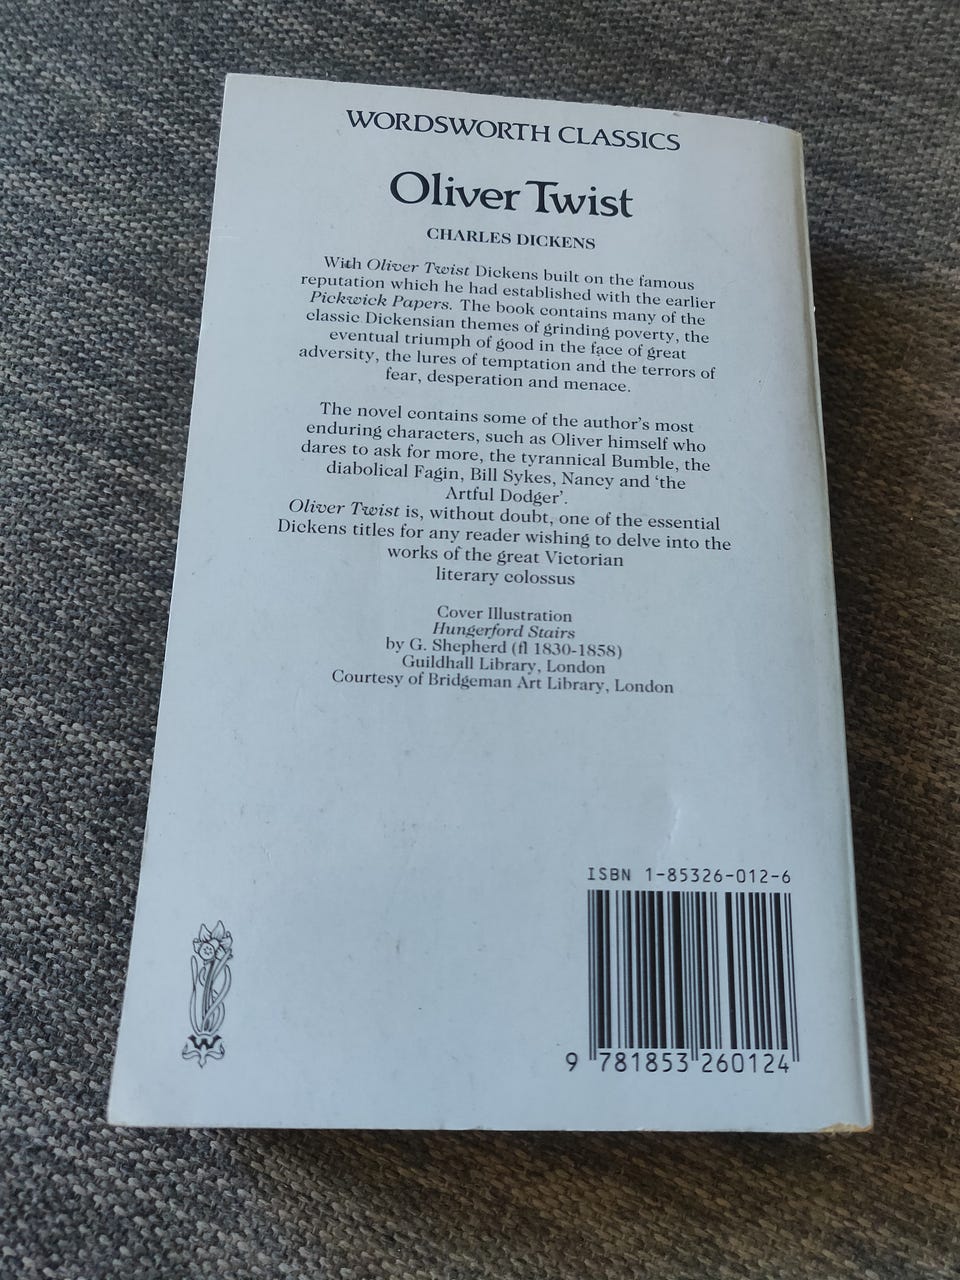 WORDSWORTH CLASSICS
Oliver Twist
CHARLES DICKENS
With Oliver Twist Dickens built on the famous
reputation which he had established with the earlier
Pickwick Papers. The book contains many of the
classic Dickensian themes of grinding poverty, the
eventual triumph of good in the face of great
adversity, the lures of temptation and the terrors of
fear, desperation and menace.
The novel contains some of the author's most
enduring characters, such as Oliver himself who
dares to ask for more, the tyrannical Bumble, the
diabolical Fagin, Bill Sykes, Nancy and 'the
Artful Dodger'.
Oliver Twist is, without doubt, one of the essential
Dickens titles for any reader wishing to delve into the
works of the great Victorian
literary colossus
Cover Illustration
Hungerford Stairs
by G. Shepherd (fl 1830-1858)
Guildhall Library, London
Courtesy of Bridgeman Art Library, London
ISBN 1-85326-012-6
W
9 781853 260124